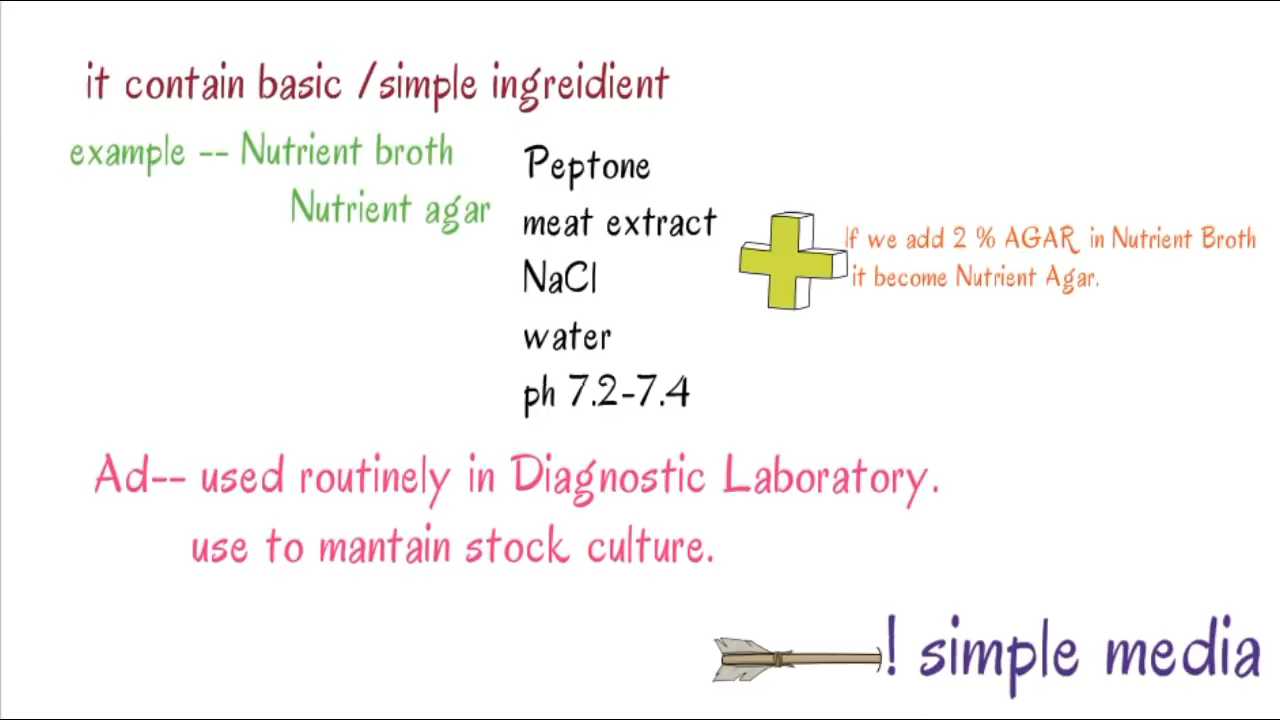 it contain basic /simple ingreidient
example -- Nutrient broth
Nutrient agar
Peptone
meat extract
NaCl
water
ph 7.2-7.4
If we add 2 % AGAR in Nutrient Broth
it become Nutrient Agar.
Ad-- used routinely in Diagnostic Laboratory.
use to mantain stock culture.
! simple media